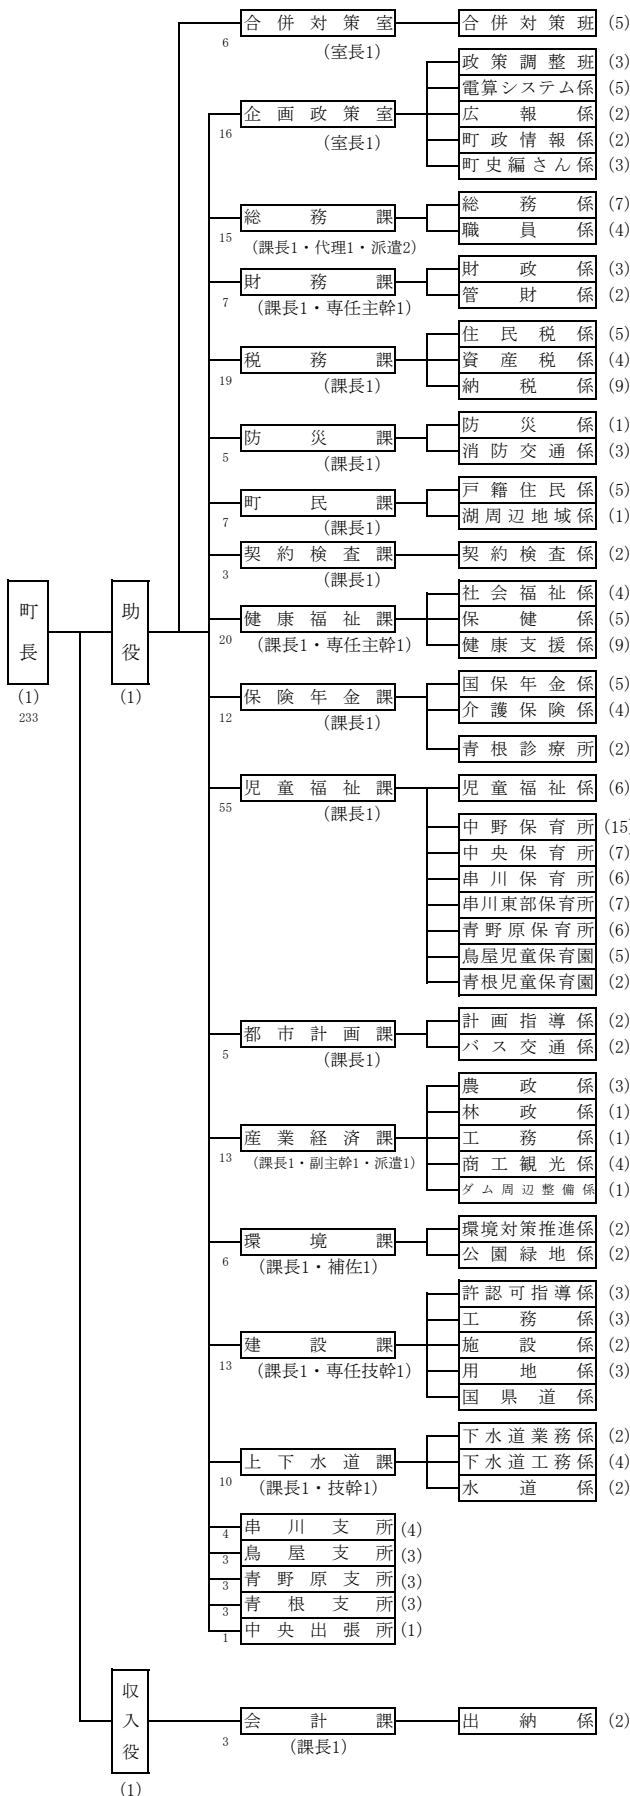 合併対策室 合併対策班 (5)
6 (室長1)
政策調整班 (3)
電算システム係 (5)
企画政策室 広報係 (2)
16 (室長1) 町政情報係 (2)
町史編さん係 (3)
総務課 総務係 (7)
15 職員係 (4)
(課長1・代理1・派遣2)
財務課 財政係 (3)
7 (課長1・専任主幹1) 管財係 (2)
住民税係 (5)
税務課 資産税係 (4)
19 (課長1) 納税係 (9)
防災課 防災係 (1)
5 (課長1) 消防交通係 (3)
町民課 戸籍住民係 (5)
7 (課長1) 湖周辺地域係 (1)
契約検査課 契約検査係 (2)
3 (課長1)
町長 助役
(1) (1)
233
社会福祉係 (4)
健康福祉課 保健係 (5)
20 (課長1・専任主幹1) 健康支援係 (9)
国保年金係 (5)
保険年金課 介護保険係 (4)
12 (課長1) 青根診療所 (2)
児童福祉課 児童福祉係 (6)
55 (課長1)
中野保育所 (15)
中央保育所 (7)
串川保育所 (6)
串川東部保育所 (7)
青野原保育所 (6)
鳥屋児童保育園 (5)
青根児童保育園 (2)
都市計画課 計画指導係 (2)
5 (課長1) バス交通係 (2)
農政係 (3)
林政係 (1)
産業経済課 工務係 (1)
13 (課長1・副主幹1・派遣1) 商工観光係 (4)
ダム周辺整備係 (1)
環境課 環境対策推進係 (2)
6 (課長1・補佐1) 公園緑地係 (2)
許認可指導係 (3)
工務係 (3)
建設課 施設係 (2)
13 (課長1・専任技幹1) 用地係 (3)
国県道係
下水道業務係 (2)
上下水道課 下水道工務係 (4)
10 (課長1・技幹1) 水道係 (2)
4 串川支所 (4)
3 鳥屋支所 (3)
3 青野原支所 (3)
3 青根支所 (3)
1 中央出張所 (1)
収入役 会計課 出納係 (2)
3 (課長1)
(1)